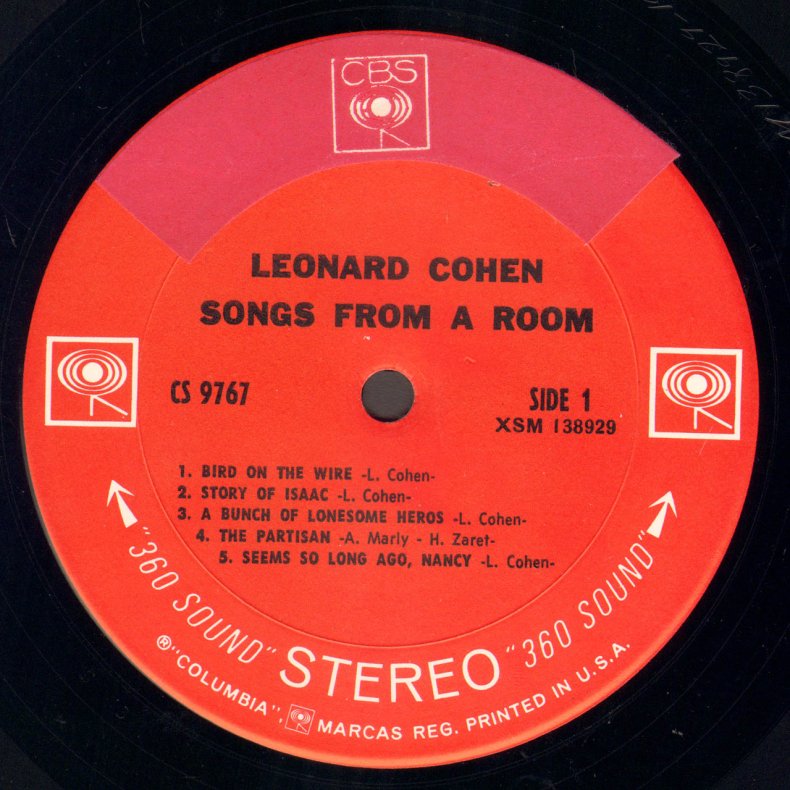 CBS
LEONARD COHEN
SONGS FROM A ROOM
CS 9767
SIDE 1
XSM 138929
1. BIRD ON THE WIRE -L. Cohen-
2. STORY OF ISAAC -L. Cohen-
3. A BUNCH OF LONESOME HEROS -L. Cohen-
4. THE PARTISAN -A. Marly - H. Zaret-
5. SEEMS SO LONG AGO, NANCY -L. Cohen-
"360 SOUND" STEREO "360 SOUND"
® "COLUMBIA", MARCAS REG. PRINTED IN U.S.A.